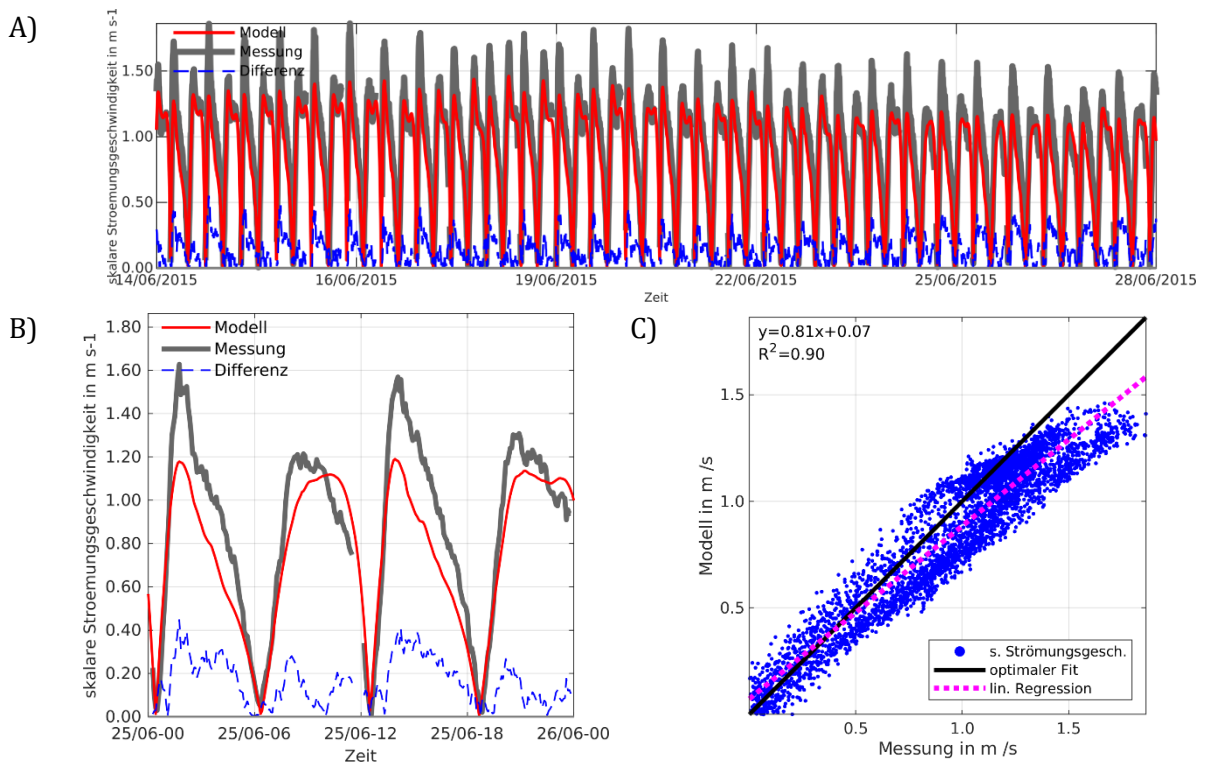 A)
skalare Stroemungsgeschwindigkeit in m s-1
1.50
1.00
0.50
0.00
Modell
Messung
Differenz
14/06/2015
16/06/2015
19/06/2015
22/06/2015
25/06/2015
28/06/2015
Zeit
B)
skalare Stroemungsgeschwindigkeit in m s-1
1.80
1.60
1.40
1.20
1.00
0.80
0.60
0.40
0.20
0.00
Modell
Messung
Differenz
25/06-00
25/06-06
25/06-12
25/06-18
26/06-00
Zeit
C)
y=0.81x+0.07
R²=0.90
Modell in m /s
1.5
1.0
0.5
s. Strömungsgesch.
optimaler Fit
lin. Regression
0.5
1.0
1.5
Messung in m /s